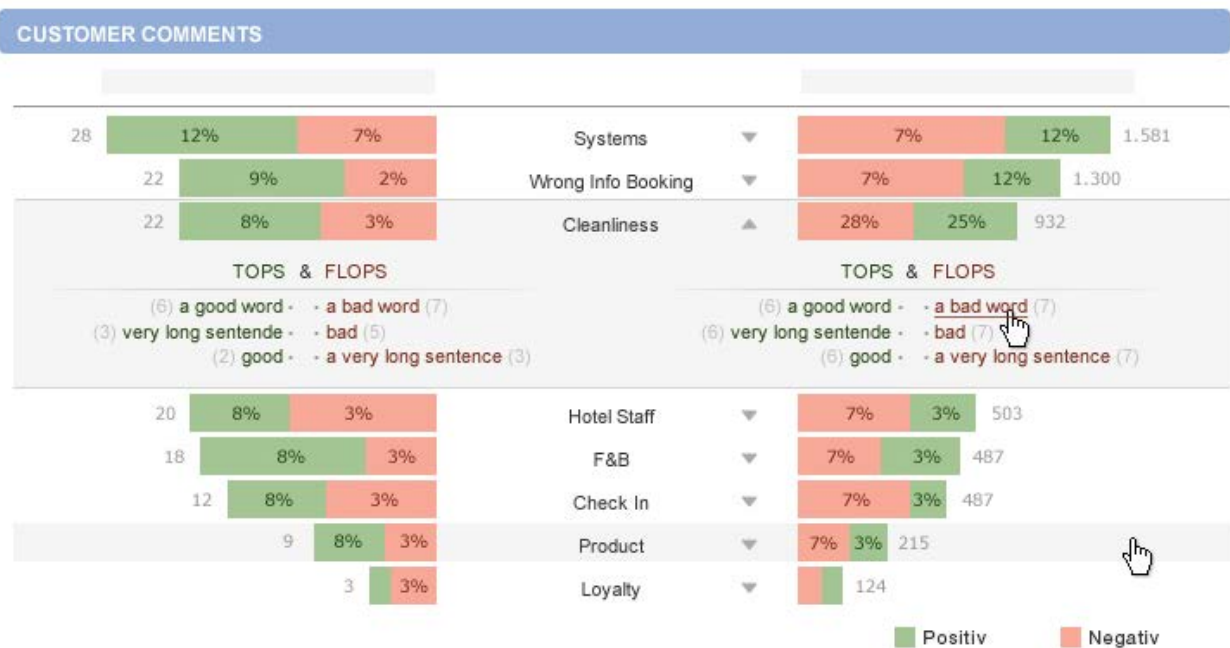 CUSTOMER COMMENTS
28 12% 7% Systems 7% 12% 1.581
22 9% 2% Wrong Info Booking 7% 12% 1.300
22 8% 3% Cleanliness 28% 25% 932
TOPS & FLOPS TOPS & FLOPS
(6) a good word - - a bad word (7) (6) a good word - - a bad word (7)
(3) very long sentende - - bad (5) (6) very long sentende - - bad (7)
(2) good - - a very long sentence (3) (6) good - - a very long sentence (7)
20 8% 3% Hotel Staff 7% 3% 503
18 8% 3% F&B 7% 3% 487
12 8% 3% Check In 7% 3% 487
9 8% 3% Product 7% 3% 215
3 3% Loyalty 124
Positiv Negativ